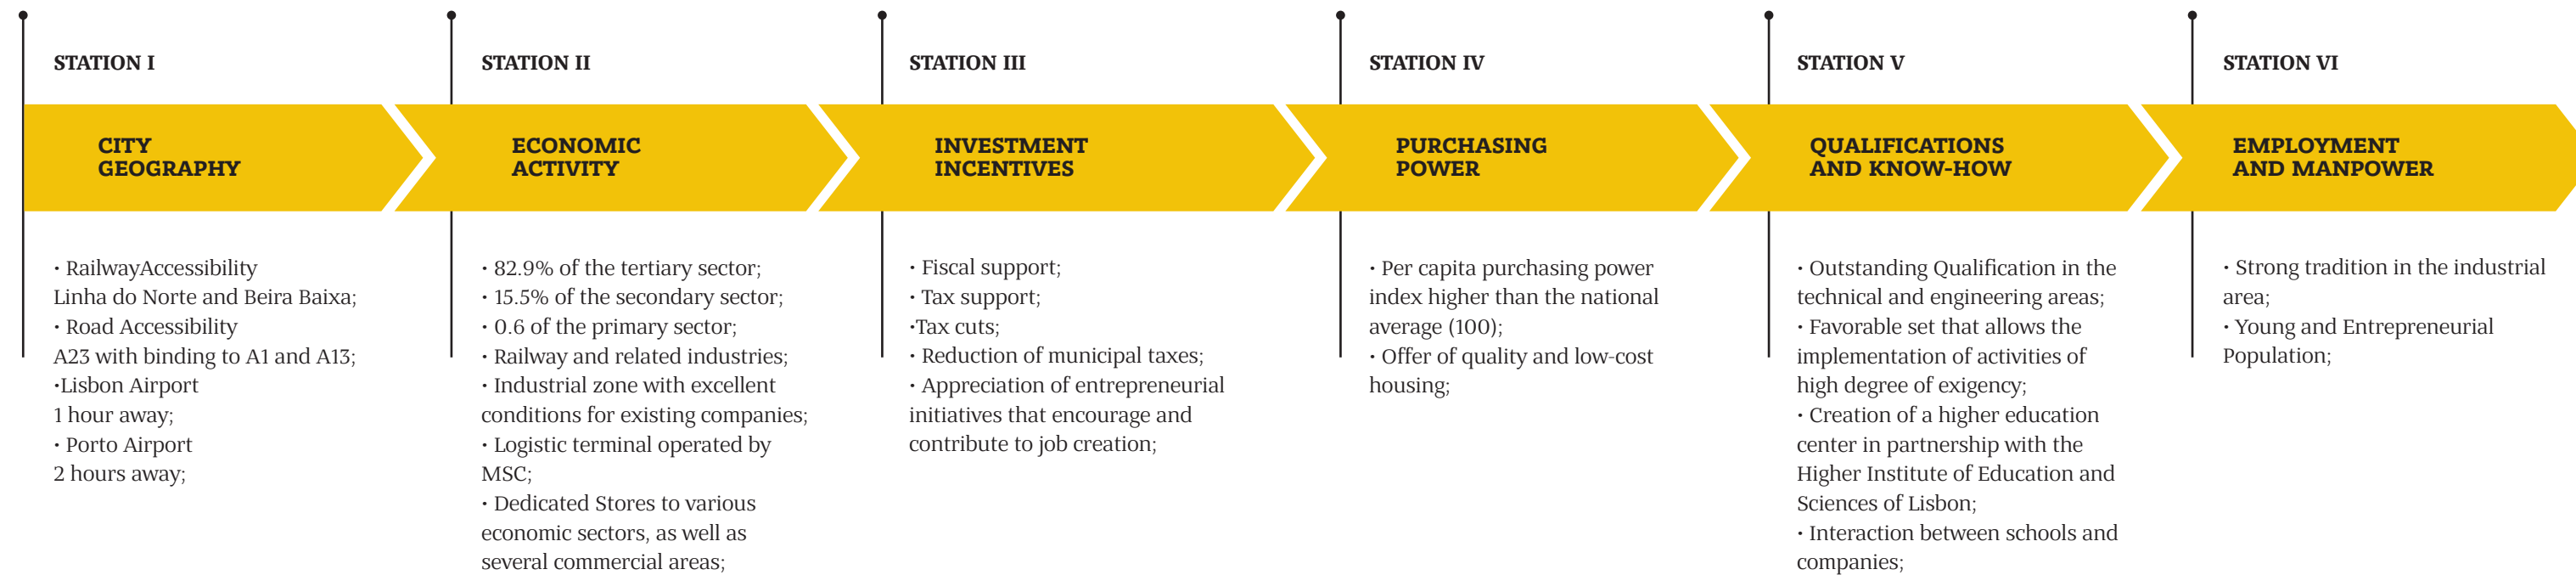 STATION I
CITY
GEOGRAPHY
· RailwayAccessibility
Linha do Norte and Beira Baixa;
· Road Accessibility
A23 with binding to A1 and A13;
·Lisbon Airport
1 hour away;
· Porto Airport
2 hours away;
STATION II
ECONOMIC
ACTIVITY
· 82.9% of the tertiary sector;
· 15.5% of the secondary sector;
· 0.6 of the primary sector;
· Railway and related industries;
· Industrial zone with excellent
conditions for existing companies;
· Logistic terminal operated by
MSC;
· Dedicated Stores to various
economic sectors, as well as
several commercial areas;
STATION III
INVESTMENT
INCENTIVES
· Fiscal support;
· Tax support;
·Tax cuts;
· Reduction of municipal taxes;
· Appreciation of entrepreneurial
initiatives that encourage and
contribute to job creation;
STATION IV
PURCHASING
POWER
· Per capita purchasing power
index higher than the national
average (100);
· Offer of quality and low-cost
housing;
STATION V
QUALIFICATIONS
AND KNOW-HOW
· Outstanding Qualification in the
technical and engineering areas;
· Favorable set that allows the
implementation of activities of
high degree of exigency;
· Creation of a higher education
center in partnership with the
Higher Institute of Education and
Sciences of Lisbon;
· Interaction between schools and
companies;
STATION VI
EMPLOYMENT
AND MANPOWER
· Strong tradition in the industrial
area;
· Young and Entrepreneurial
Population;